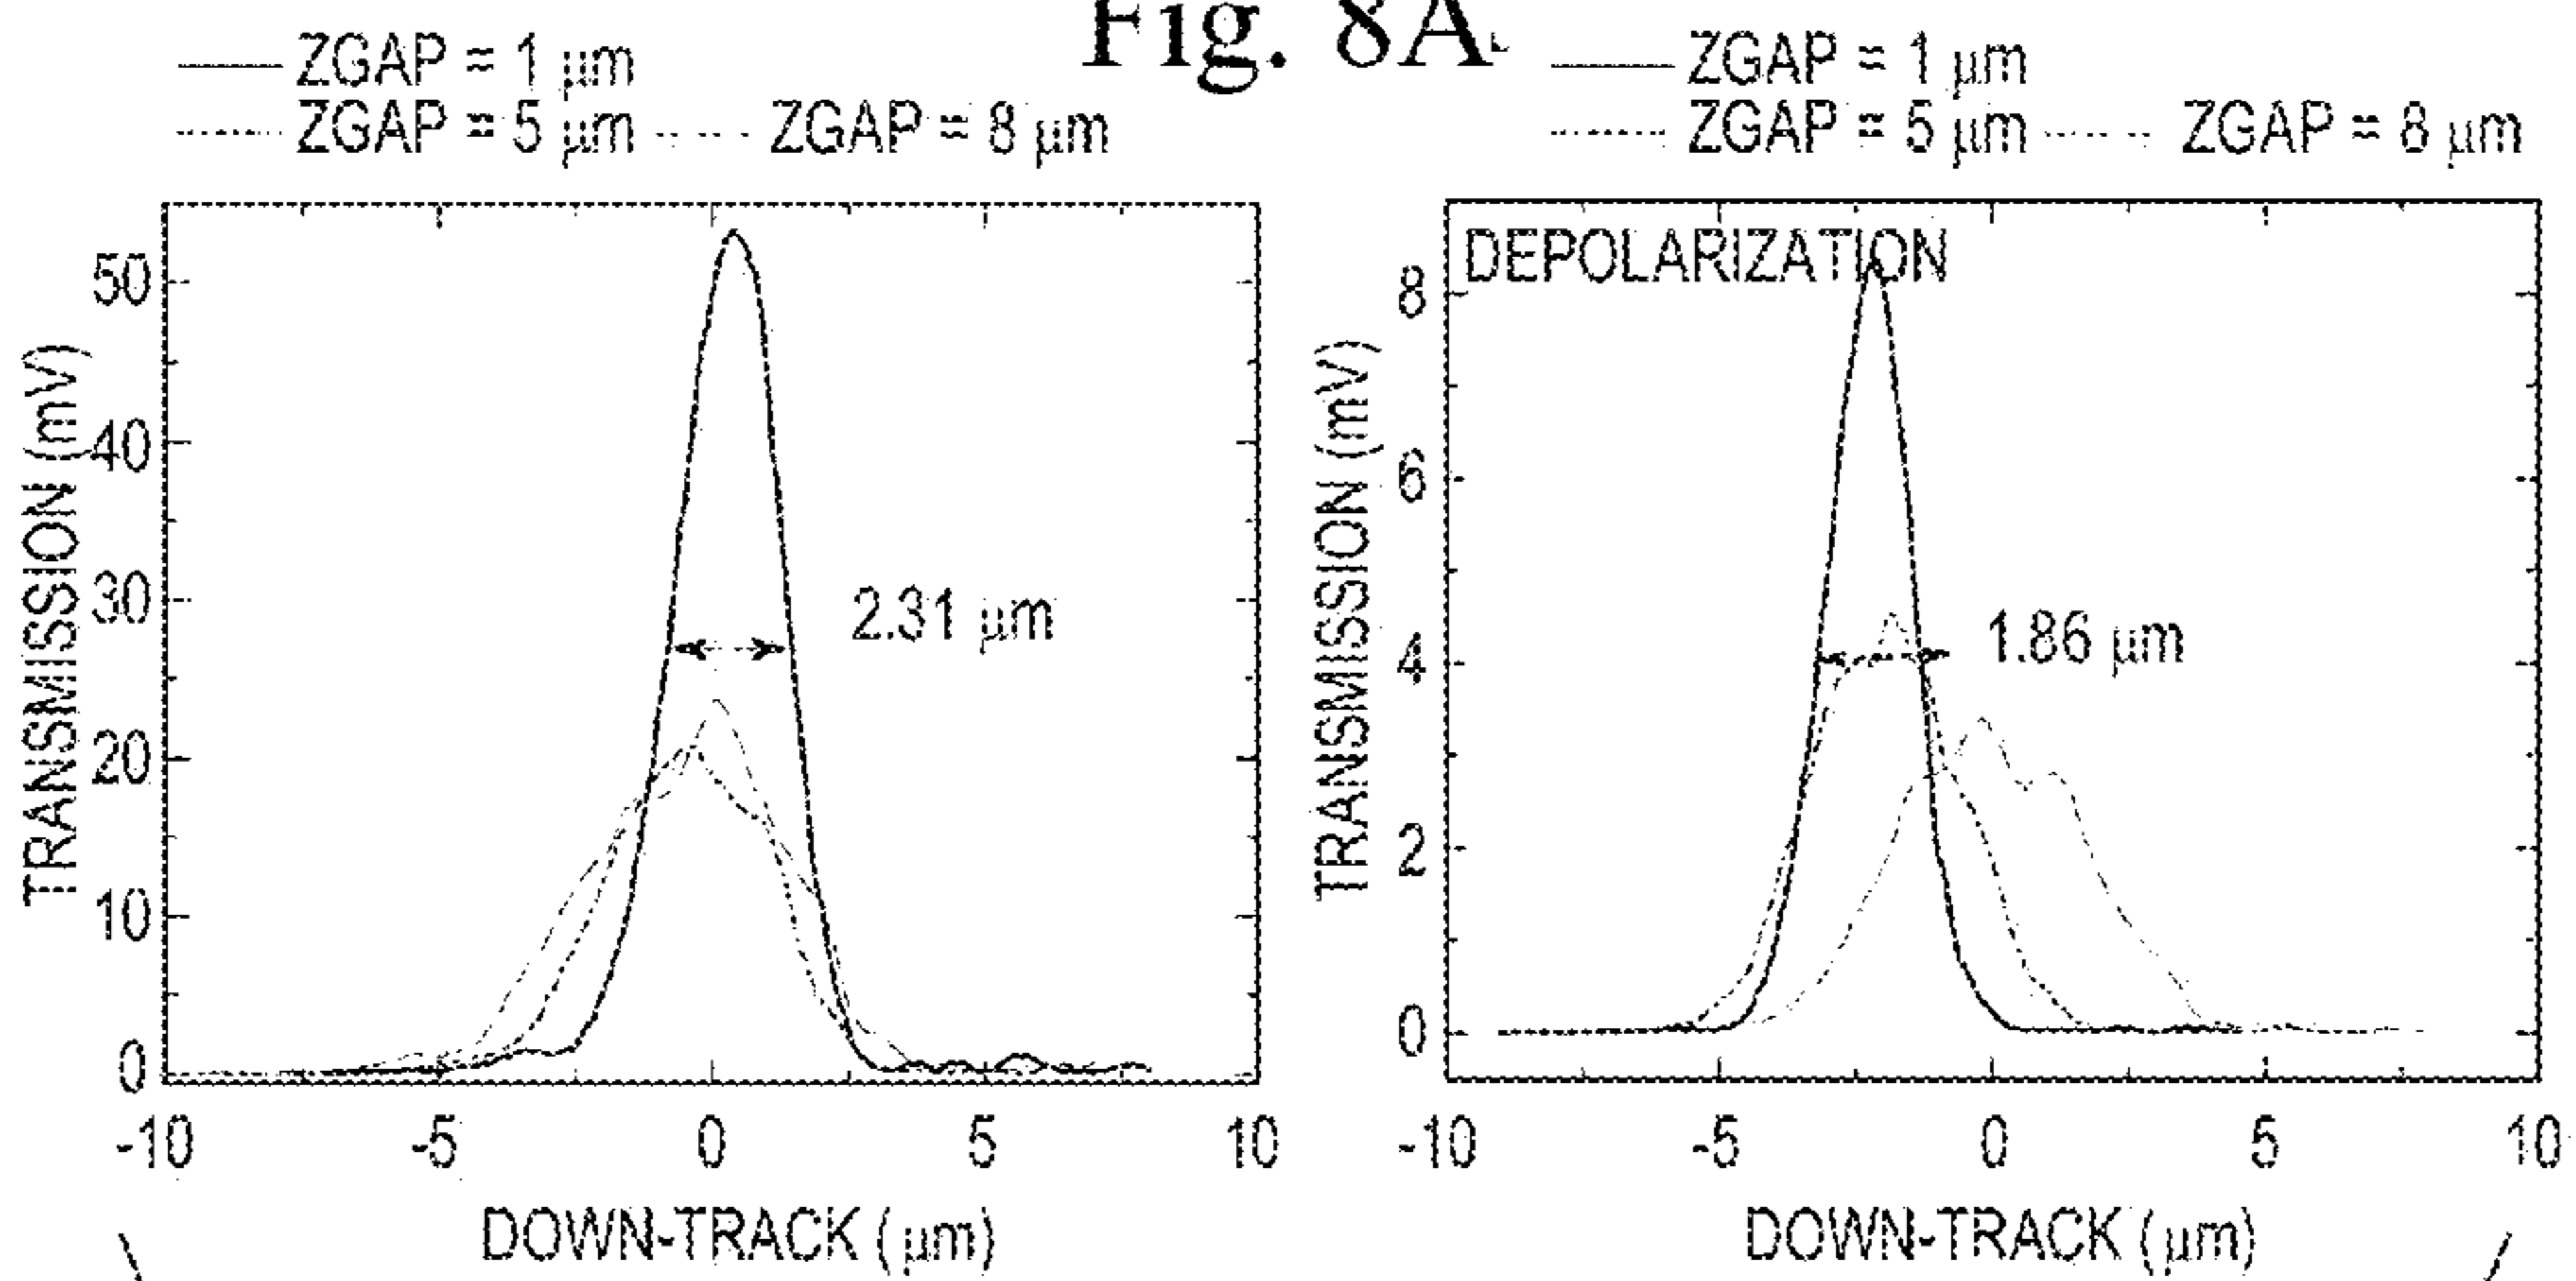 Fig. 8A
ZGAP = 1 µm
ZGAP = 5 µm ZGAP = 8 µm
50
40
30
20
10
0
TRANSMISSION (mV)
2.31 µm
-10 -5 0 5 10
DOWN-TRACK (µm)
ZGAP = 1 µm
ZGAP = 5 µm ZGAP = 8 µm
DEPOLARIZATION
8
6
4
2
0
TRANSMISSION (mV)
1.86 µm
-10 -5 0 5 10
DOWN-TRACK (µm)